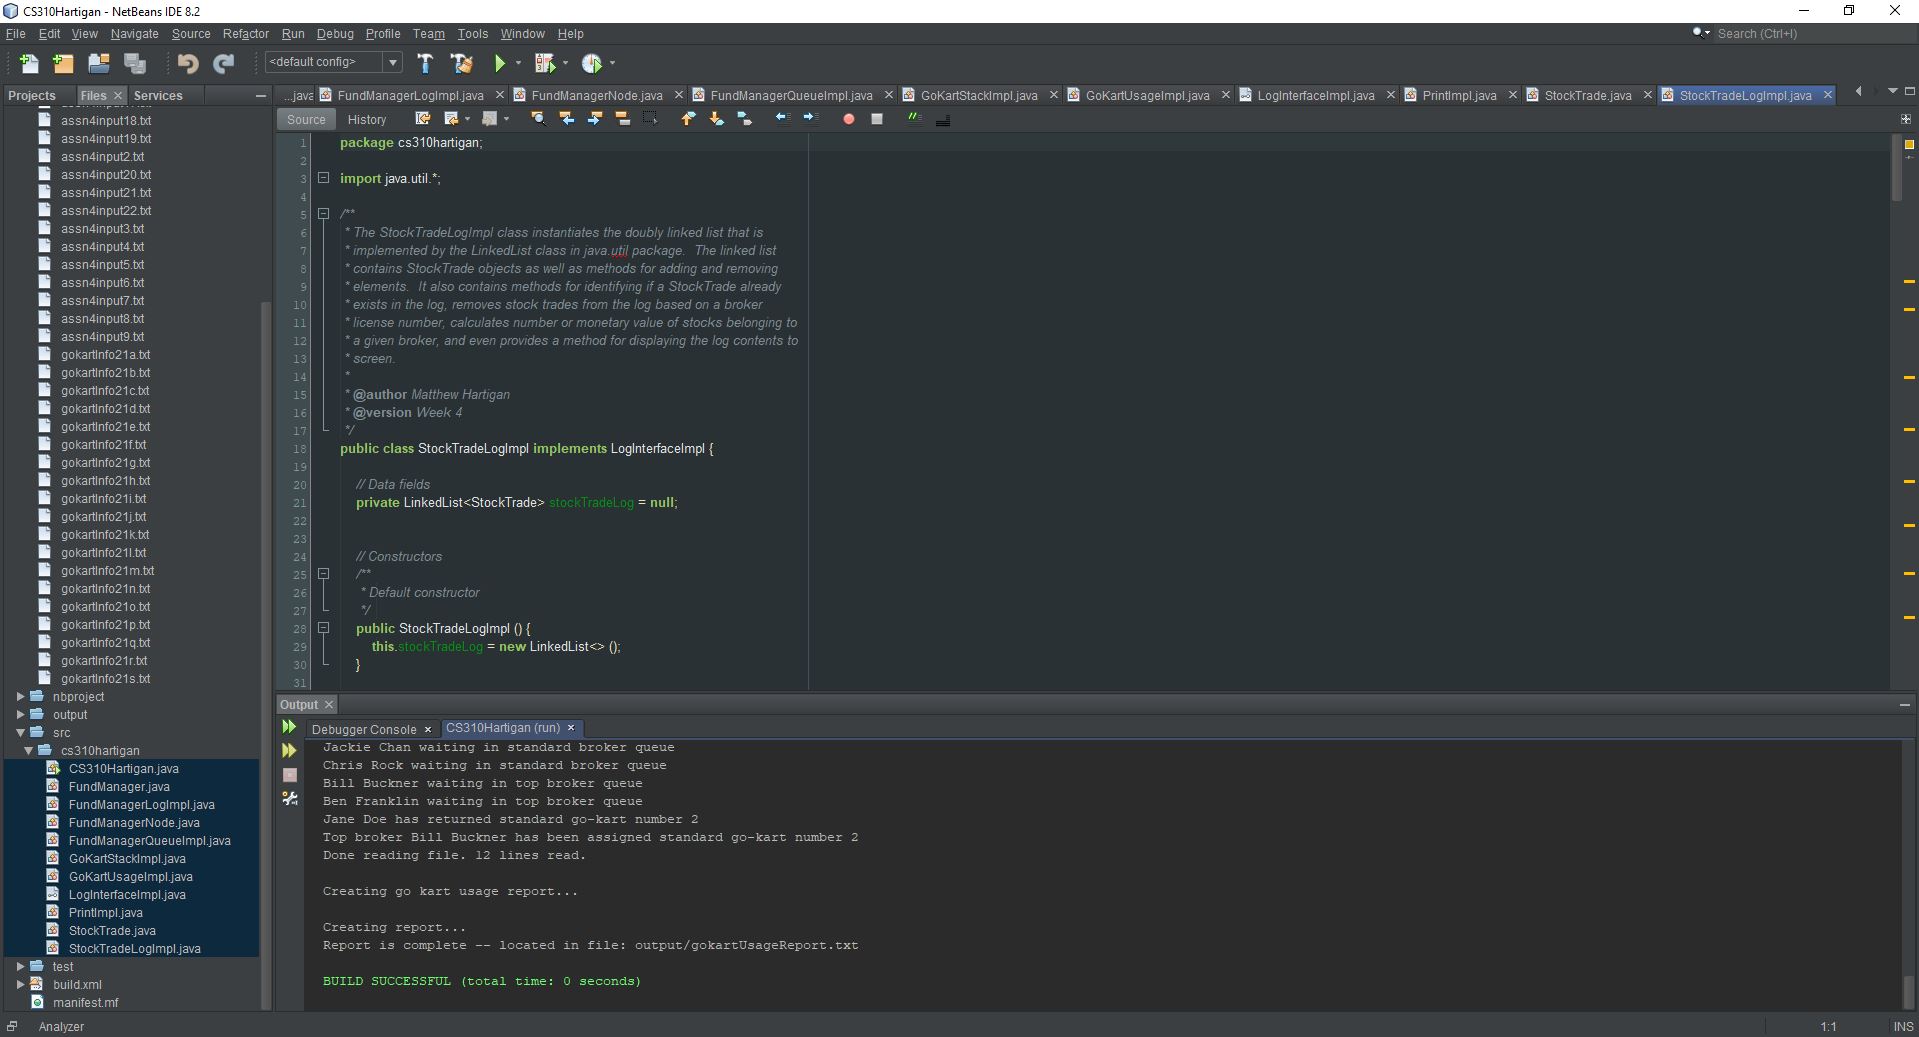 CS310Hartigan - NetBeans IDE 8.2
File Edit View Navigate Source Refactor Run Debug Profile Team Tools Window Help
Search (Ctrl+I)
<default config>
Projects Files Services
...java FundManagerLogImpl.java FundManagerNode.java FundManagerQueueImpl.java GoKartStackImpl.java GoKartUsageImpl.java LogInterfaceImpl.java PrintImpl.java StockTrade.java StockTradeLogImpl.java
Source History
assn4input18.txt
assn4input19.txt
assn4input2.txt
assn4input20.txt
assn4input21.txt
assn4input22.txt
assn4input3.txt
assn4input4.txt
assn4input5.txt
assn4input6.txt
assn4input7.txt
assn4input8.txt
assn4input9.txt
gokartInfo21a.txt
gokartInfo21b.txt
gokartInfo21c.txt
gokartInfo21d.txt
gokartInfo21e.txt
gokartInfo21f.txt
gokartInfo21g.txt
gokartInfo21h.txt
gokartInfo21i.txt
gokartInfo21j.txt
gokartInfo21k.txt
gokartInfo21l.txt
gokartInfo21m.txt
gokartInfo21n.txt
gokartInfo21o.txt
gokartInfo21p.txt
gokartInfo21q.txt
gokartInfo21r.txt
gokartInfo21s.txt
nbproject
output
src
cs310hartigan
CS310Hartigan.java
FundManager.java
FundManagerLogImpl.java
FundManagerNode.java
FundManagerQueueImpl.java
GoKartStackImpl.java
GoKartUsageImpl.java
LogInterfaceImpl.java
PrintImpl.java
StockTrade.java
StockTradeLogImpl.java
test
build.xml
manifest.mf
1 package cs310hartigan;
2
3 import java.util.*;
4
5 /**
6 * The StockTradeLogImpl class instantiates the doubly linked list that is
7 * implemented by the LinkedList class in java.util package. The linked list
8 * contains StockTrade objects as well as methods for adding and removing
9 * elements. It also contains methods for identifying if a StockTrade already
10 * exists in the log, removes stock trades from the log based on a broker
11 * license number, calculates number or monetary value of stocks belonging to
12 * a given broker, and even provides a method for displaying the log contents to
13 * screen.
14 *
15 * @author Matthew Hartigan
16 * @version Week 4
17 */
18 public class StockTradeLogImpl implements LogInterfaceImpl {
19
20 // Data fields
21 private LinkedList<StockTrade> stockTradeLog = null;
22
23
24 // Constructors
25 /**
26 * Default constructor
27 */
28 public StockTradeLogImpl () {
29 this.stockTradeLog = new LinkedList<> ();
30 }
31
Output
Debugger Console CS310Hartigan (run)
Jackie Chan waiting in standard broker queue
Chris Rock waiting in standard broker queue
Bill Buckner waiting in top broker queue
Ben Franklin waiting in top broker queue
Jane Doe has returned standard go-kart number 2
Top broker Bill Buckner has been assigned standard go-kart number 2
Done reading file. 12 lines read.
Creating go kart usage report...
Creating report...
Report is complete -- located in file: output/gokartUsageReport.txt
BUILD SUCCESSFUL (total time: 0 seconds)
Analyzer
1:1 INS